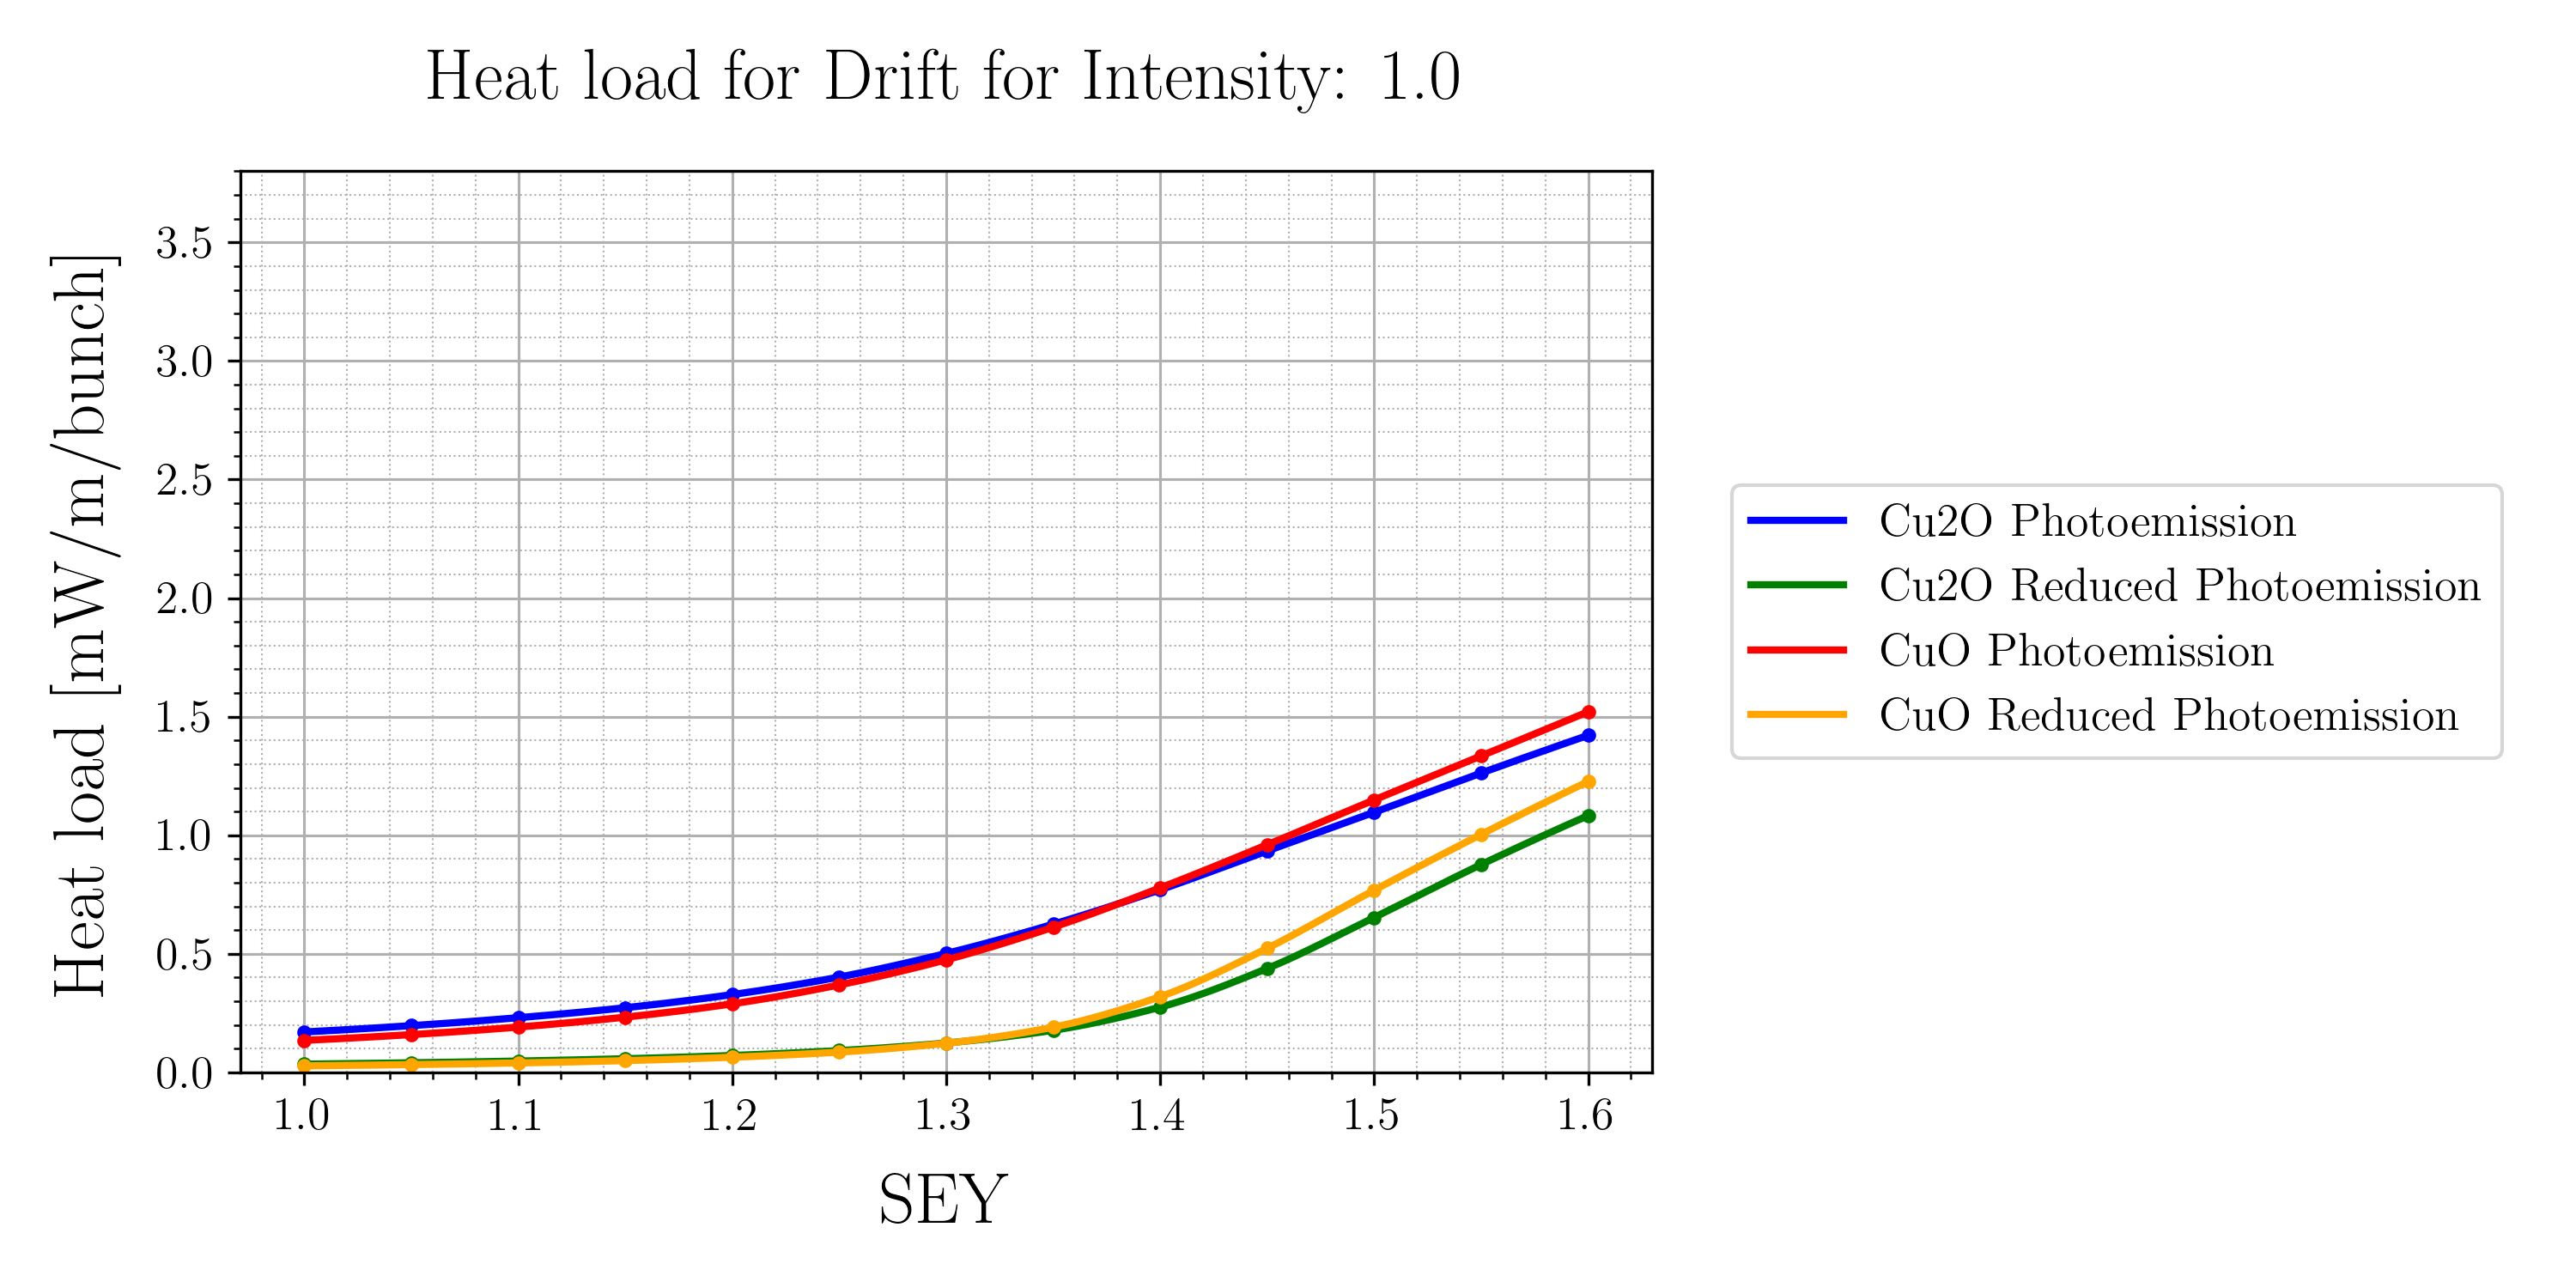 Heat load for Drift for Intensity: 1.0
Heat load [mW/m/bunch]
3.5
3.0
2.5
2.0
1.5
1.0
0.5
0.0
1.0 1.1 1.2 1.3 1.4 1.5 1.6
SEY
Cu2O Photoemission
Cu2O Reduced Photoemission
CuO Photoemission
CuO Reduced Photoemission